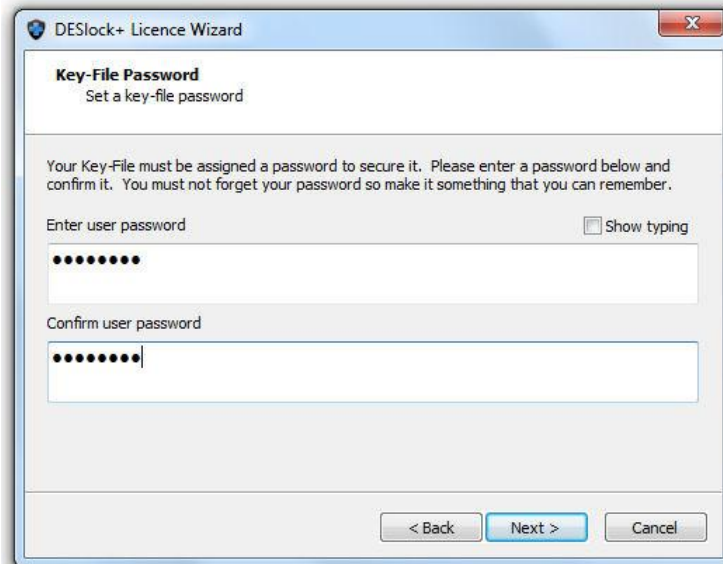 DESlock+ Licence Wizard
Key-File Password
Set a key-file password
Your Key-File must be assigned a password to secure it. Please enter a password below and
confirm it. You must not forget your password so make it something that you can remember.
Enter user password
Show typing
●●●●●●●●
Confirm user password
●●●●●●●●
< Back
Next >
Cancel